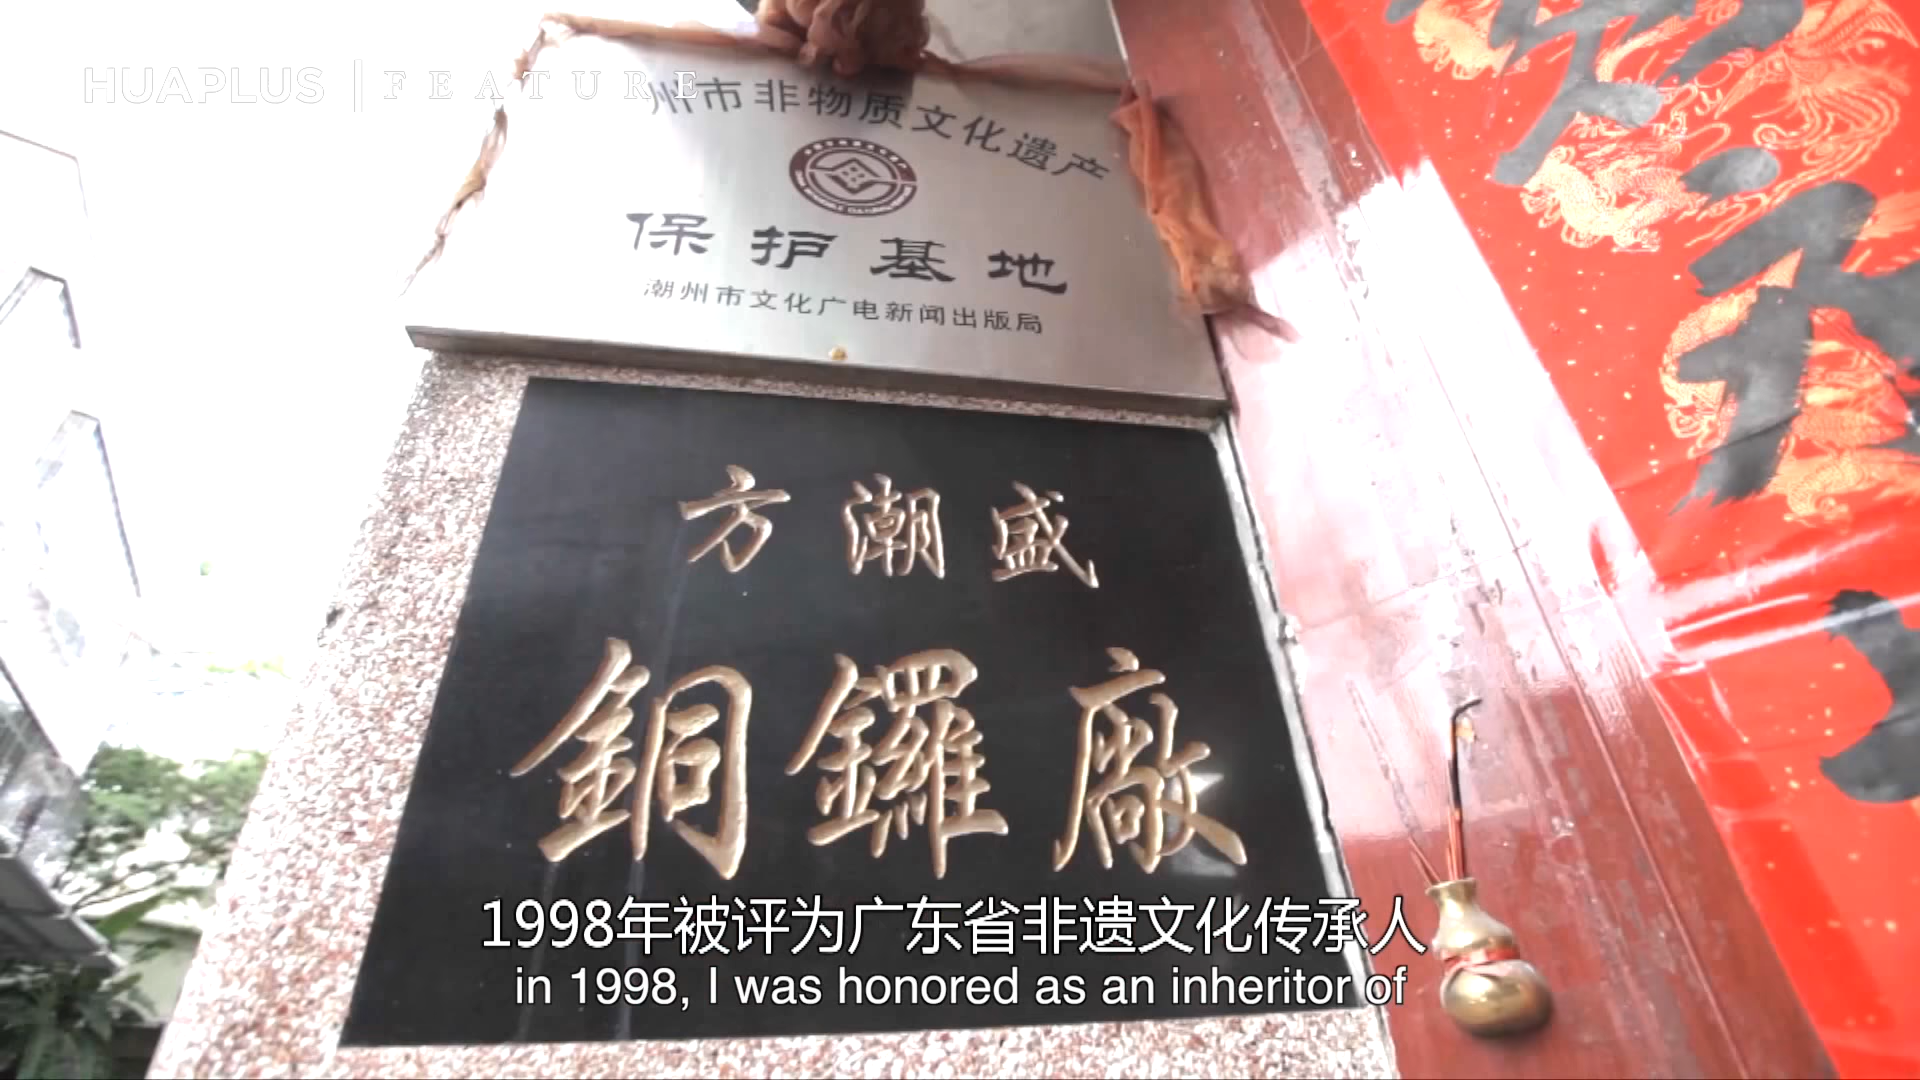 HUAPLUS | FEATURE
州市非物质文化遗产
保护基地
潮州市文化广电新闻出版局
方潮盛
銅鑼廠
1998年被评为广东省非遗文化传承人
in 1998, I was honored as an inheritor of